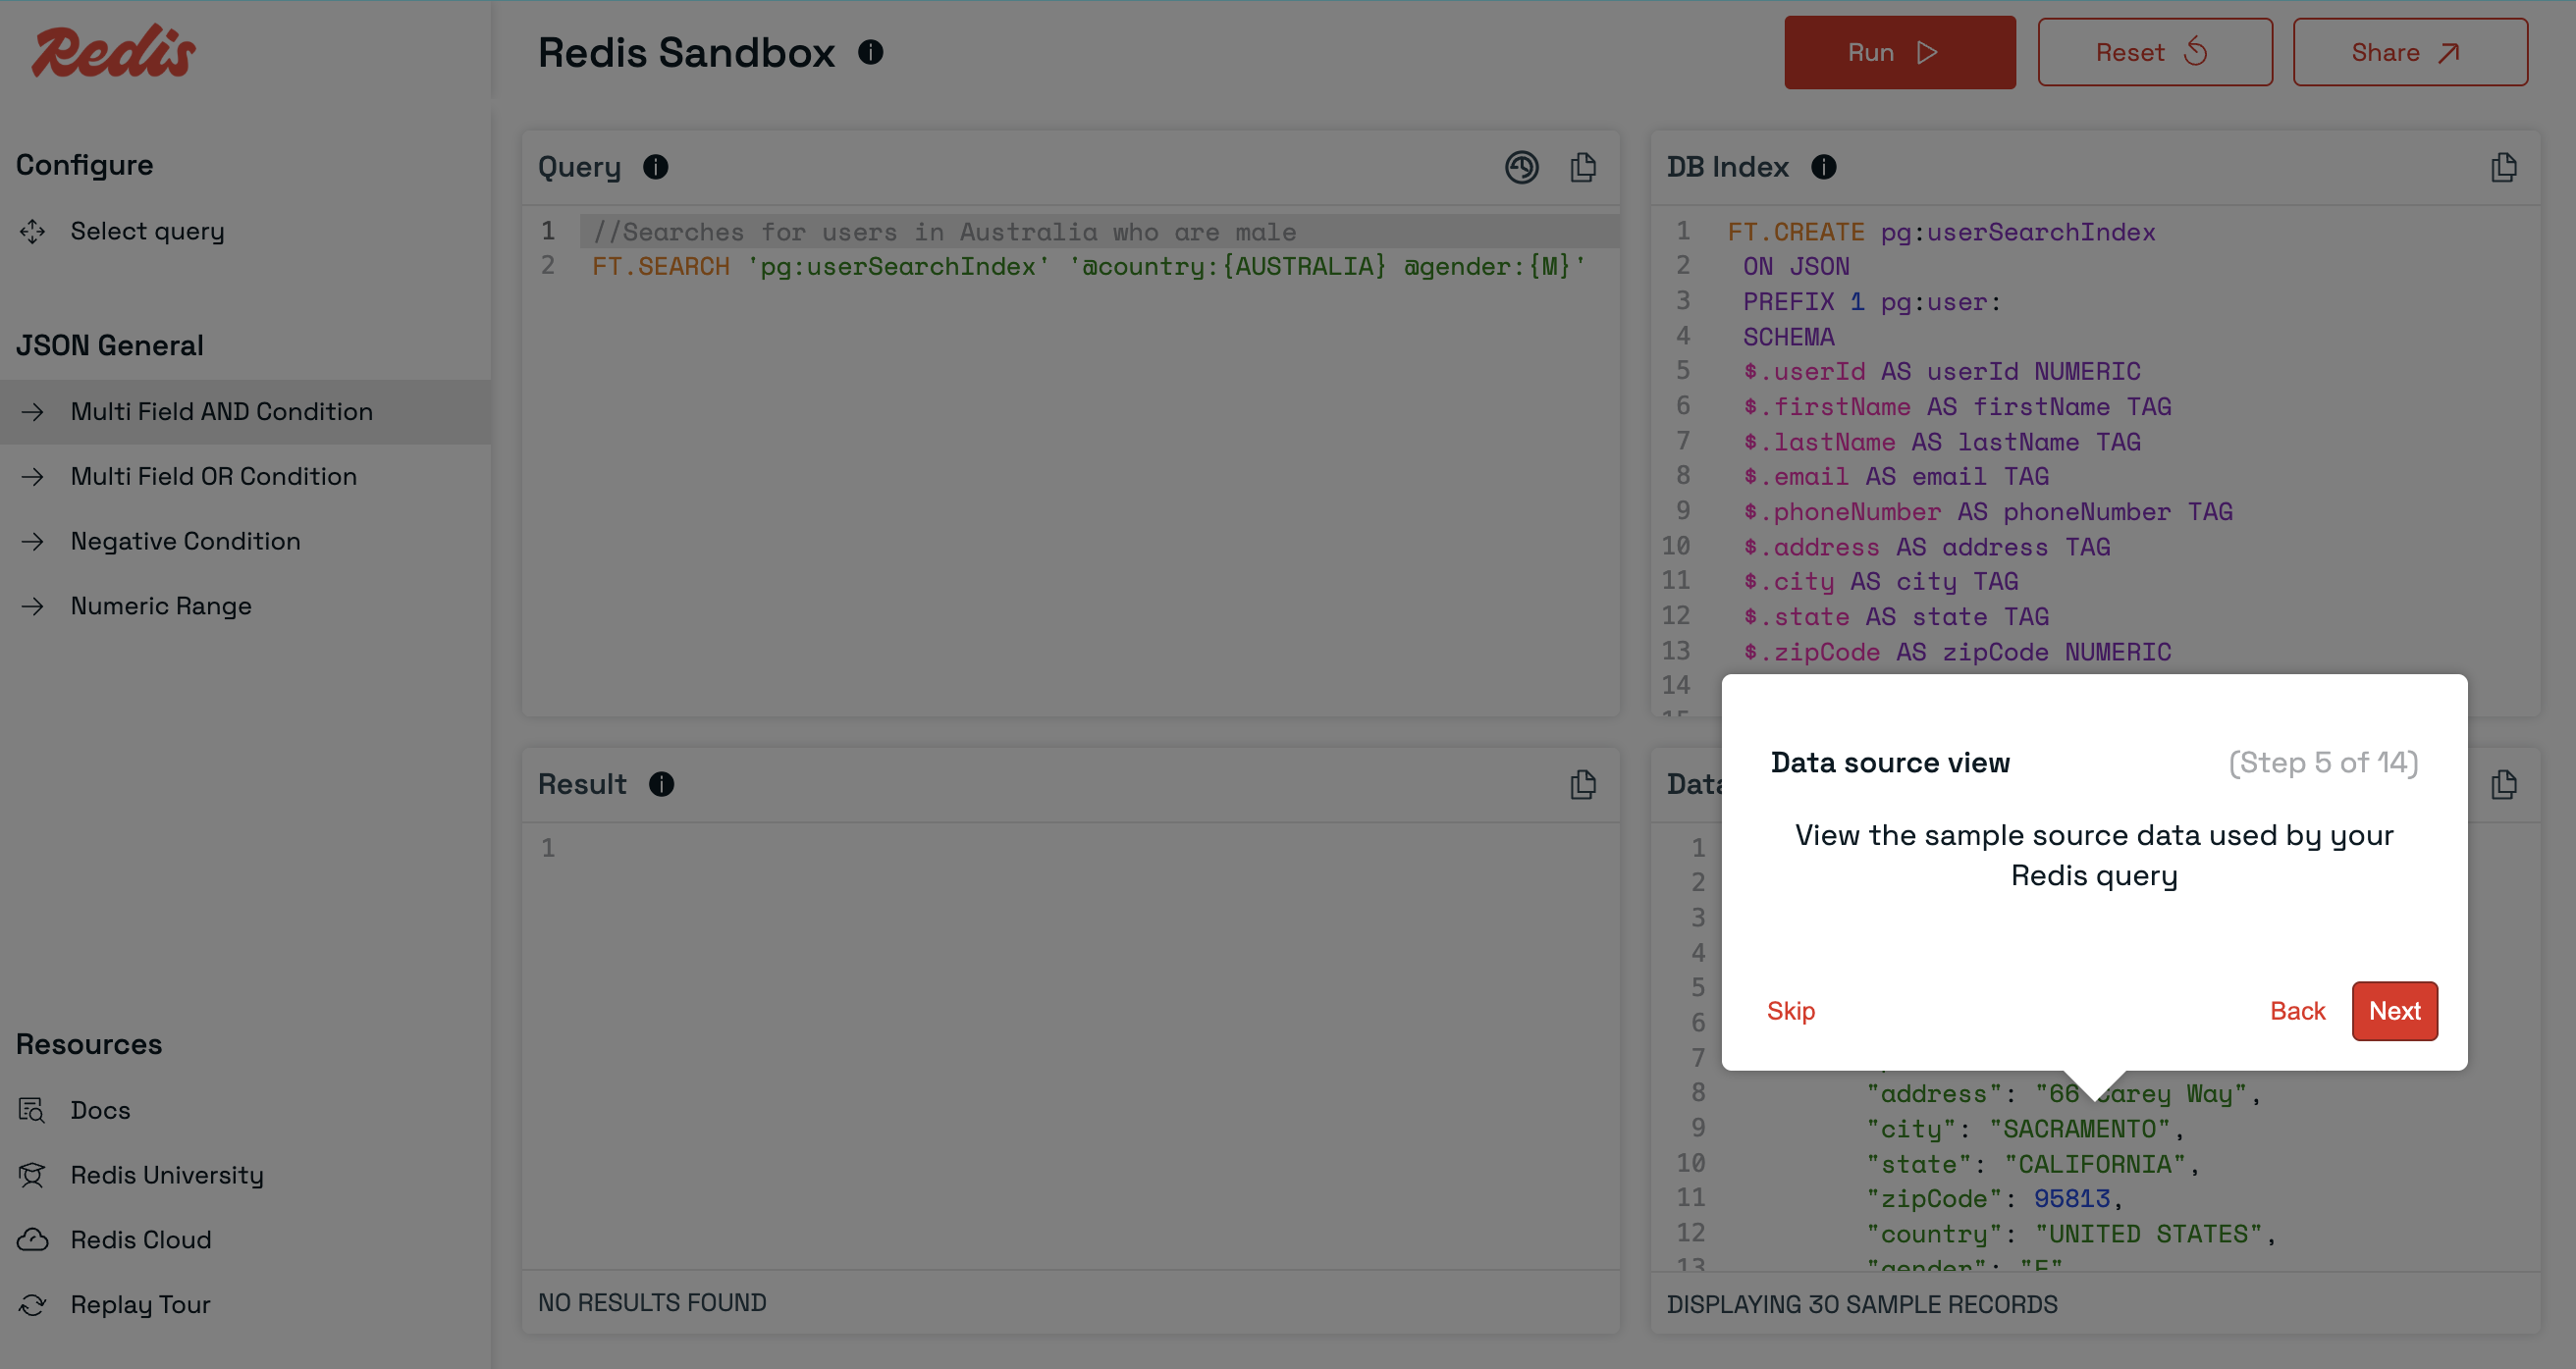 Redis
Configure
Select query
JSON General
Multi Field AND Condition
Multi Field OR Condition
Negative Condition
Numeric Range
Resources
Docs
Redis University
Redis Cloud
Replay Tour
Redis Sandbox
Run
Reset
Share
Query
1 //Searches for users in Australia who are male
2 FT.SEARCH 'pg:userSearchIndex' '@country:{AUSTRALIA} @gender:{M}'
DB Index
1 FT.CREATE pg:userSearchIndex
2 ON JSON
3 PREFIX 1 pg:user:
4 SCHEMA
5 $.userId AS userId NUMERIC
6 $.firstName AS firstName TAG
7 $.lastName AS lastName TAG
8 $.email AS email TAG
9 $.phoneNumber AS phoneNumber TAG
10 $.address AS address TAG
11 $.city AS city TAG
12 $.state AS state TAG
13 $.zipCode AS zipCode NUMERIC
14
15
Result
1
NO RESULTS FOUND
Data source view (Step 5 of 14)
View the sample source data used by your
Redis query
Skip Back Next
1
2
3
4
5
6
7
8 "address": "66 Carey Way",
9 "city": "SACRAMENTO",
10 "state": "CALIFORNIA",
11 "zipCode": 95813,
12 "country": "UNITED STATES",
13 "gender": "F"
DISPLAYING 30 SAMPLE RECORDS